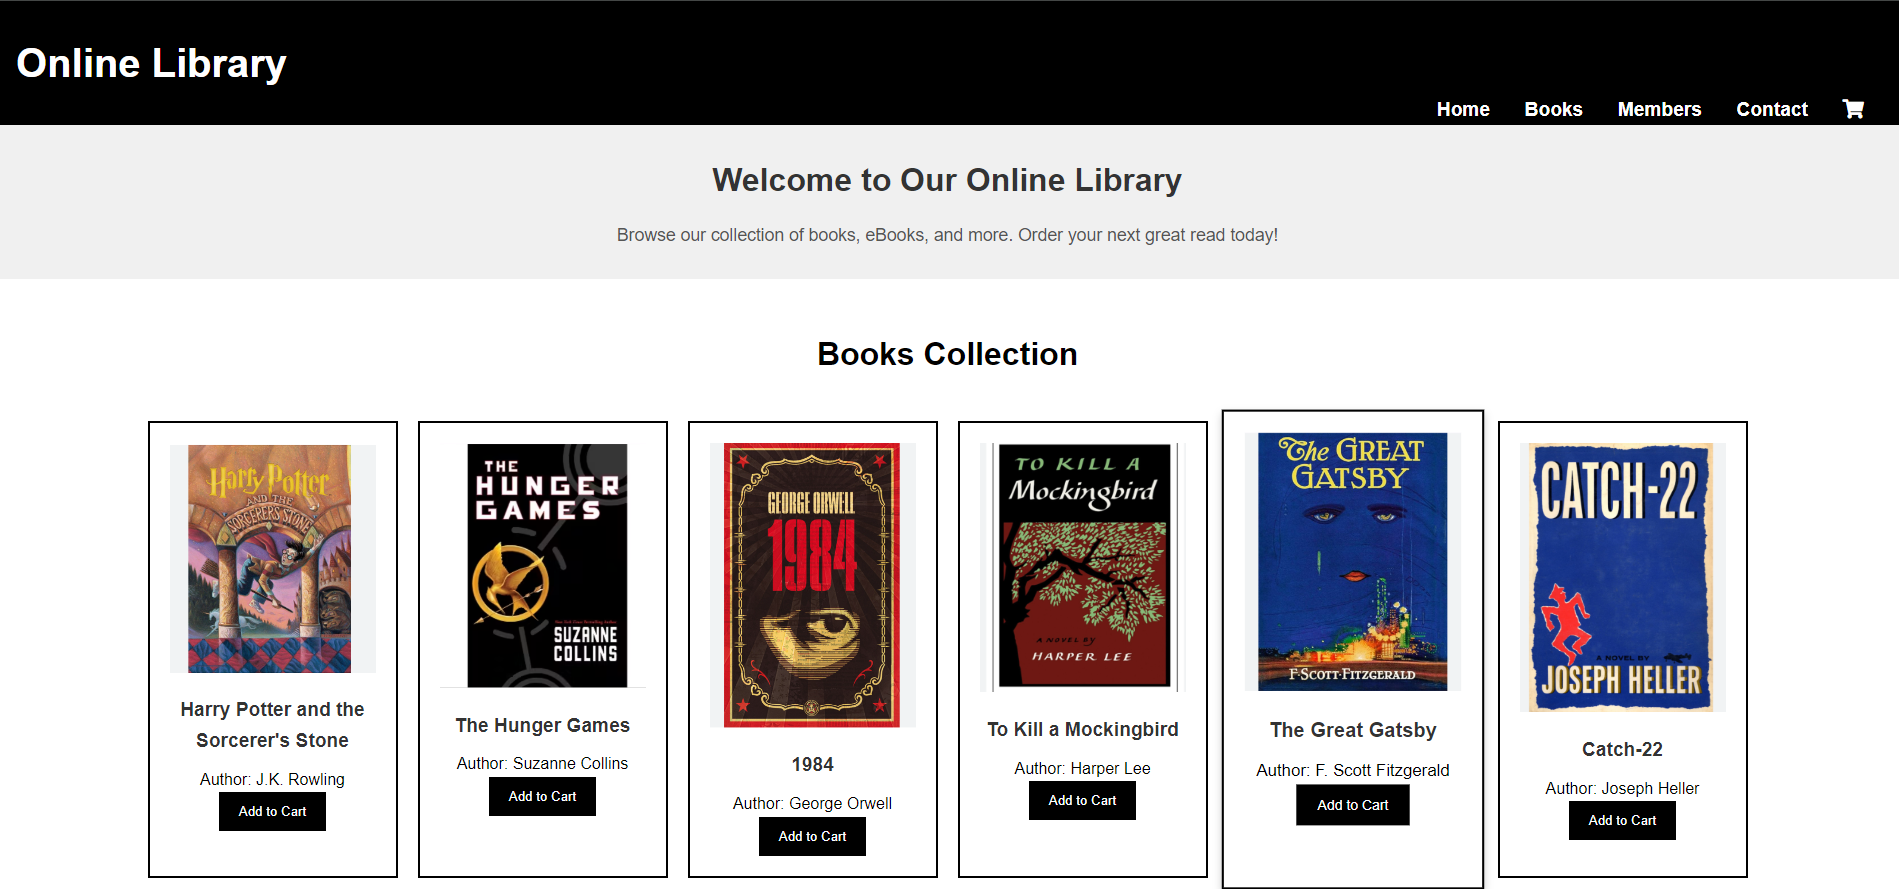 Online Library
Home Books Members Contact
Welcome to Our Online Library
Browse our collection of books, eBooks, and more. Order your next great read today!
Books Collection
Harry Potter
AND THE
SORCERER'S STONE
Harry Potter and the
Sorcerer's Stone
Author: J.K. Rowling
Add to Cart
THE
HUNGER
GAMES
SUZANNE
COLLINS
The Hunger Games
Author: Suzanne Collins
Add to Cart
GEORGE ORWELL
1984
1984
Author: George Orwell
Add to Cart
TO KILL A
Mockingbird
A NOVEL BY
HARPER LEE
To Kill a Mockingbird
Author: Harper Lee
Add to Cart
The GREAT
GATSBY
F·SCOTT·FITZGERALD
The Great Gatsby
Author: F. Scott Fitzgerald
Add to Cart
CATCH-22
A NOVEL BY
JOSEPH HELLER
Catch-22
Author: Joseph Heller
Add to Cart